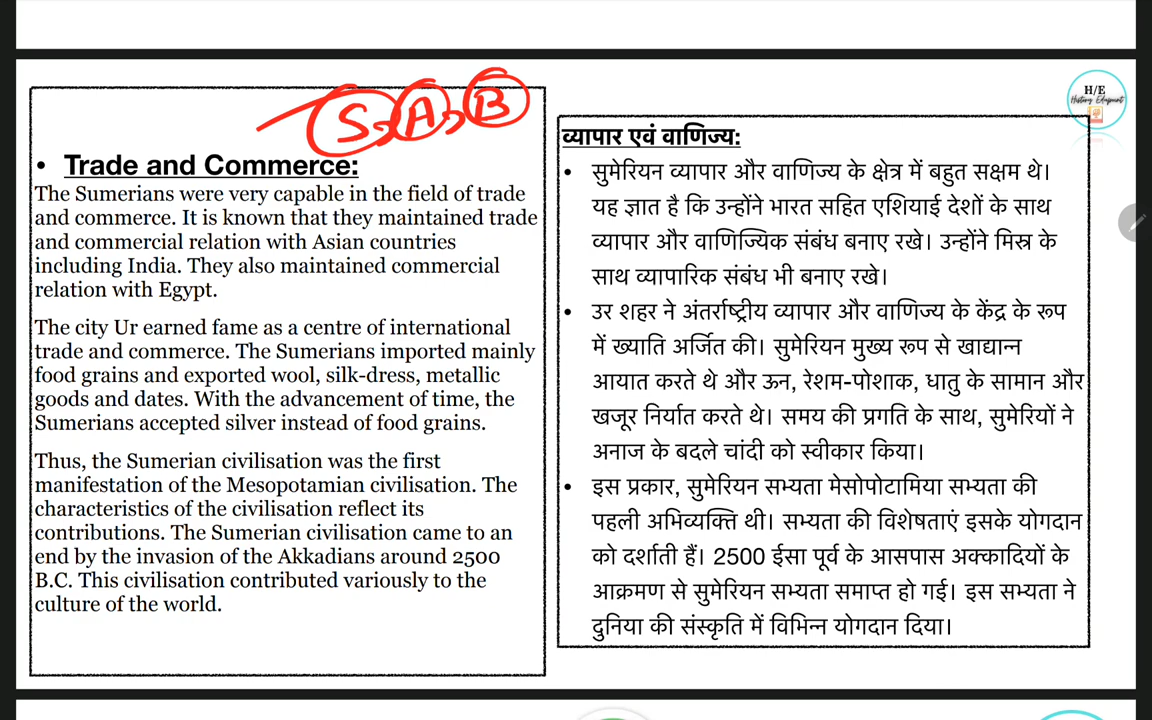 S, A, B
• Trade and Commerce:
The Sumerians were very capable in the field of trade
and commerce. It is known that they maintained trade
and commercial relation with Asian countries
including India. They also maintained commercial
relation with Egypt.
The city Ur earned fame as a centre of international
trade and commerce. The Sumerians imported mainly
food grains and exported wool, silk-dress, metallic
goods and dates. With the advancement of time, the
Sumerians accepted silver instead of food grains.
Thus, the Sumerian civilisation was the first
manifestation of the Mesopotamian civilisation. The
characteristics of the civilisation reflect its
contributions. The Sumerian civilisation came to an
end by the invasion of the Akkadians around 2500
B.C. This civilisation contributed variously to the
culture of the world.
H/E
History Edupoint
व्यापार एवं वाणिज्य:
• सुमेरियन व्यापार और वाणिज्य के क्षेत्र में बहुत सक्षम थे।
यह ज्ञात है कि उन्होंने भारत सहित एशियाई देशों के साथ
व्यापार और वाणिज्यिक संबंध बनाए रखे। उन्होंने मिस्र के
साथ व्यापारिक संबंध भी बनाए रखे।
• उर शहर ने अंतर्राष्ट्रीय व्यापार और वाणिज्य के केंद्र के रूप
में ख्याति अर्जित की। सुमेरियन मुख्य रूप से खाद्यान्न
आयात करते थे और ऊन, रेशम-पोशाक, धातु के सामान और
खजूर निर्यात करते थे। समय की प्रगति के साथ, सुमेरियों ने
अनाज के बदले चांदी को स्वीकार किया।
• इस प्रकार, सुमेरियन सभ्यता मेसोपोटामिया सभ्यता की
पहली अभिव्यक्ति थी। सभ्यता की विशेषताएं इसके योगदान
को दर्शाती हैं। 2500 ईसा पूर्व के आसपास अक्कादियों के
आक्रमण से सुमेरियन सभ्यता समाप्त हो गई। इस सभ्यता ने
दुनिया की संस्कृति में विभिन्न योगदान दिया।